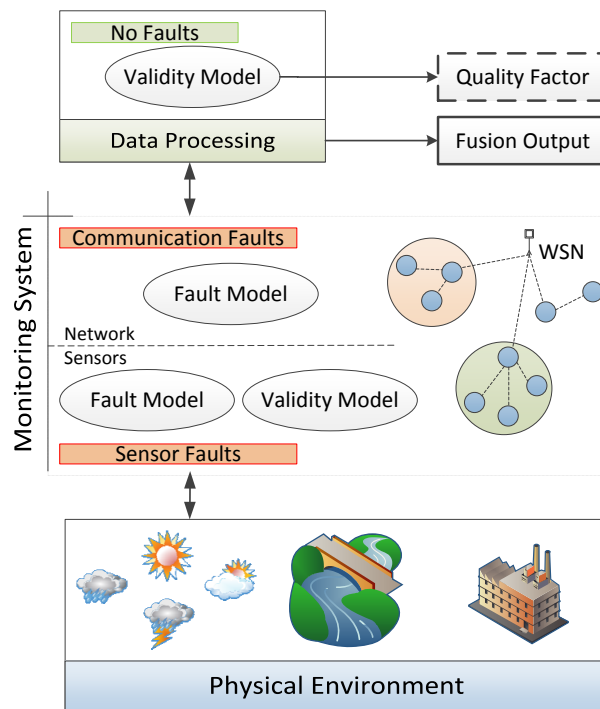 No Faults
Validity Model
Quality Factor
Data Processing
Fusion Output
Monitoring System
Communication Faults
WSN
Fault Model
Network
Sensors
Fault Model
Validity Model
Sensor Faults
Physical Environment